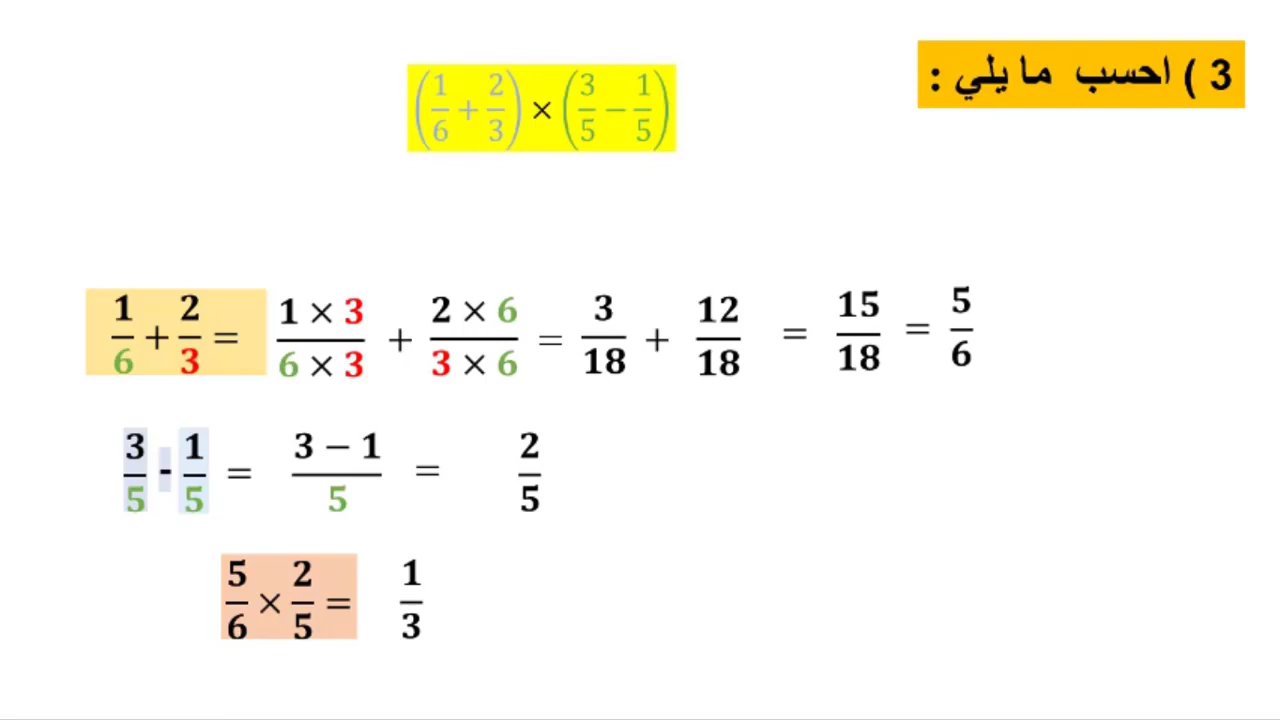 3 ) احسب ما يلي :
(1/6 + 2/3) × (3/5 − 1/5)
1/6 + 2/3 = (1 × 3)/(6 × 3) + (2 × 6)/(3 × 6) = 3/18 + 12/18 = 15/18 = 5/6
3/5 - 1/5 = (3 − 1)/5 = 2/5
5/6 × 2/5 = 1/3